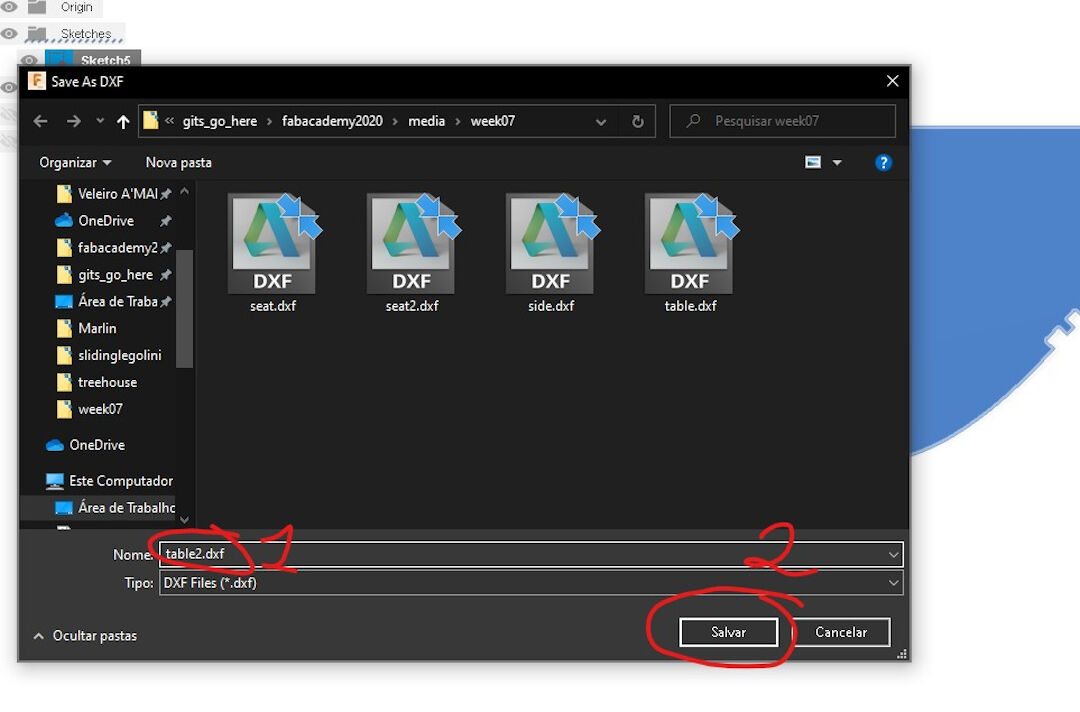 Origin
Sketches
Sketch5
Save As DXF
« gits_go_here > fabacademy2020 > media > week07
Pesquisar week07
Organizar
Nova pasta
Veleiro A'MAI
OneDrive
fabacademy2
gits_go_here
Área de Traba
Marlin
slidinglegolini
treehouse
week07
OneDrive
Este Computador
Área de Trabalho
DXF DXF DXF DXF
seat.dxf seat2.dxf side.dxf table.dxf
Nome: table2.dxf 1 2
Tipo: DXF Files (*.dxf)
Ocultar pastas
Salvar Cancelar